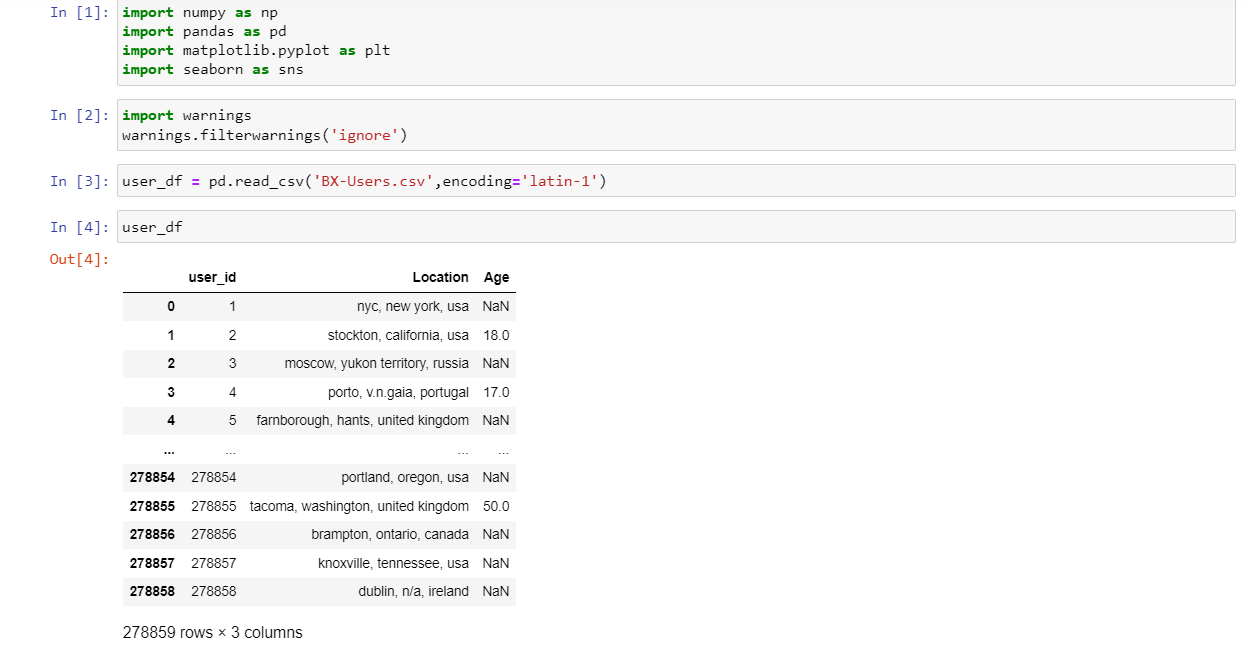 In [1]: import numpy as np
import pandas as pd
import matplotlib.pyplot as plt
import seaborn as sns
In [2]: import warnings
warnings.filterwarnings('ignore')
In [3]: user_df = pd.read_csv('BX-Users.csv',encoding='latin-1')
In [4]: user_df
Out[4]:
user_id Location Age
0 1 nyc, new york, usa NaN
1 2 stockton, california, usa 18.0
2 3 moscow, yukon territory, russia NaN
3 4 porto, v.n.gaia, portugal 17.0
4 5 farnborough, hants, united kingdom NaN
... ... ... ...
278854 278854 portland, oregon, usa NaN
278855 278855 tacoma, washington, united kingdom 50.0
278856 278856 brampton, ontario, canada NaN
278857 278857 knoxville, tennessee, usa NaN
278858 278858 dublin, n/a, ireland NaN
278859 rows × 3 columns